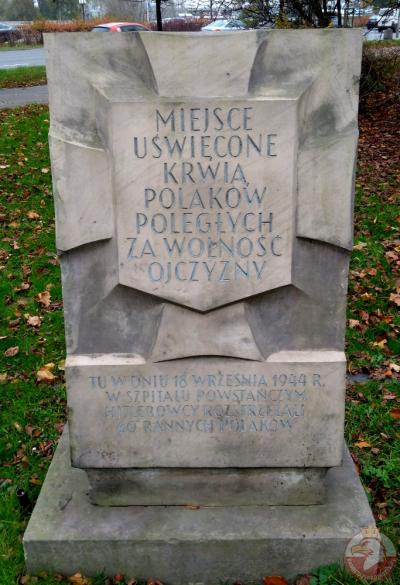 MIEJSCE
UŚWIĘCONE
KRWIĄ
POLAKÓW
POLEGŁYCH
ZA WOLNOŚĆ
OJCZYZNY
TU W DNIU 18 WRZEŚNIA 1944 R.
W SZPITALU POWSTAŃCZYM
HITLEROWCY ROZSTRZELALI
60 RANNYCH POLAKÓW